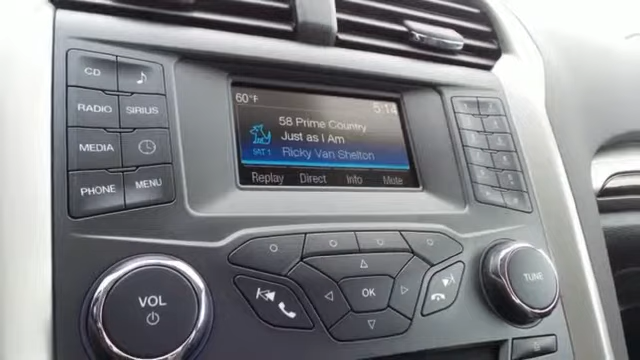 60°F 5:14
58 Prime Country
Just as I Am
SAT 1 Ricky Van Shelton
Replay Direct Info Mute
CD
RADIO SIRIUS
MEDIA
PHONE MENU
OK
VOL
TUNE